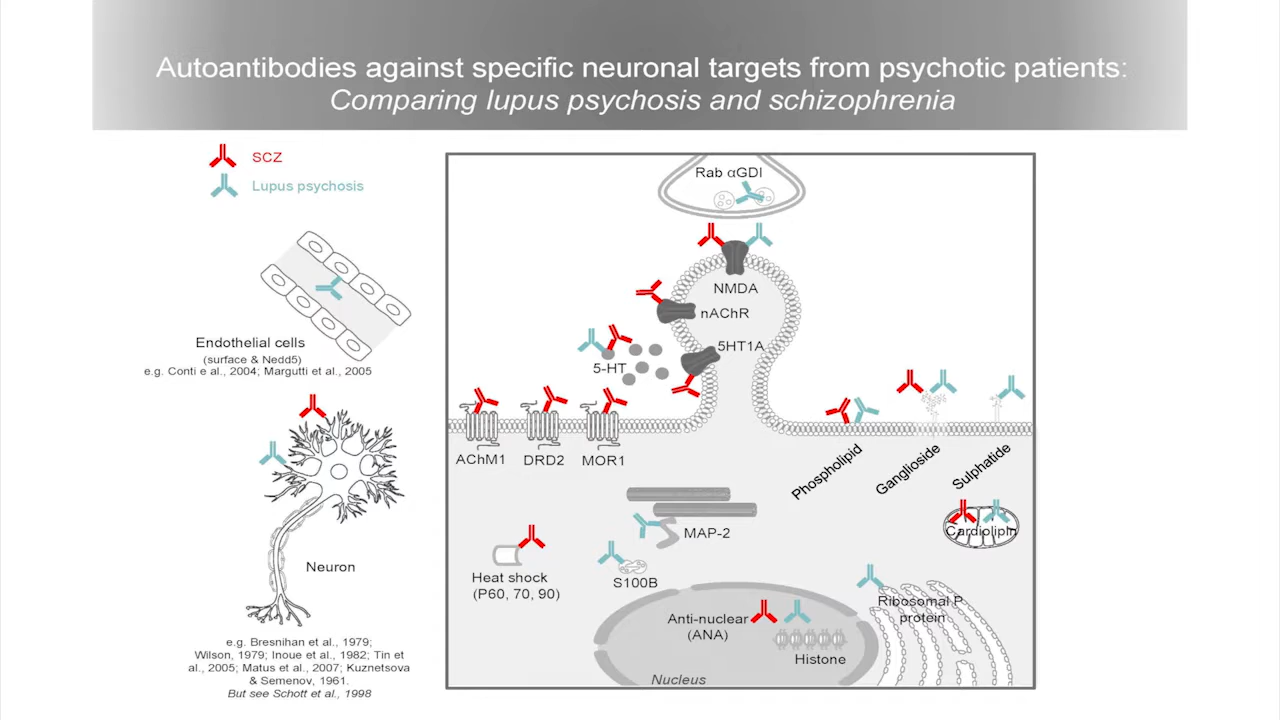 Autoantibodies against specific neuronal targets from psychotic patients:
Comparing lupus psychosis and schizophrenia
SCZ
Lupus psychosis
Endothelial cells
(surface & Nedd5)
e.g. Conti e al., 2004; Margutti et al., 2005
Neuron
e.g. Bresnihan et al., 1979;
Wilson, 1979; Inoue et al., 1982; Tin et
al., 2005; Matus et al., 2007; Kuznetsova
& Semenov, 1961.
But see Schott et al., 1998
Rab αGDI
NMDA
nAChR
5HT1A
5-HT
AChM1
DRD2
MOR1
Phospholipid
Ganglioside
Sulphatide
MAP-2
Cardiolipin
Heat shock
(P60, 70, 90)
S100B
Ribosomal P
protein
Anti-nuclear
(ANA)
Histone
Nucleus